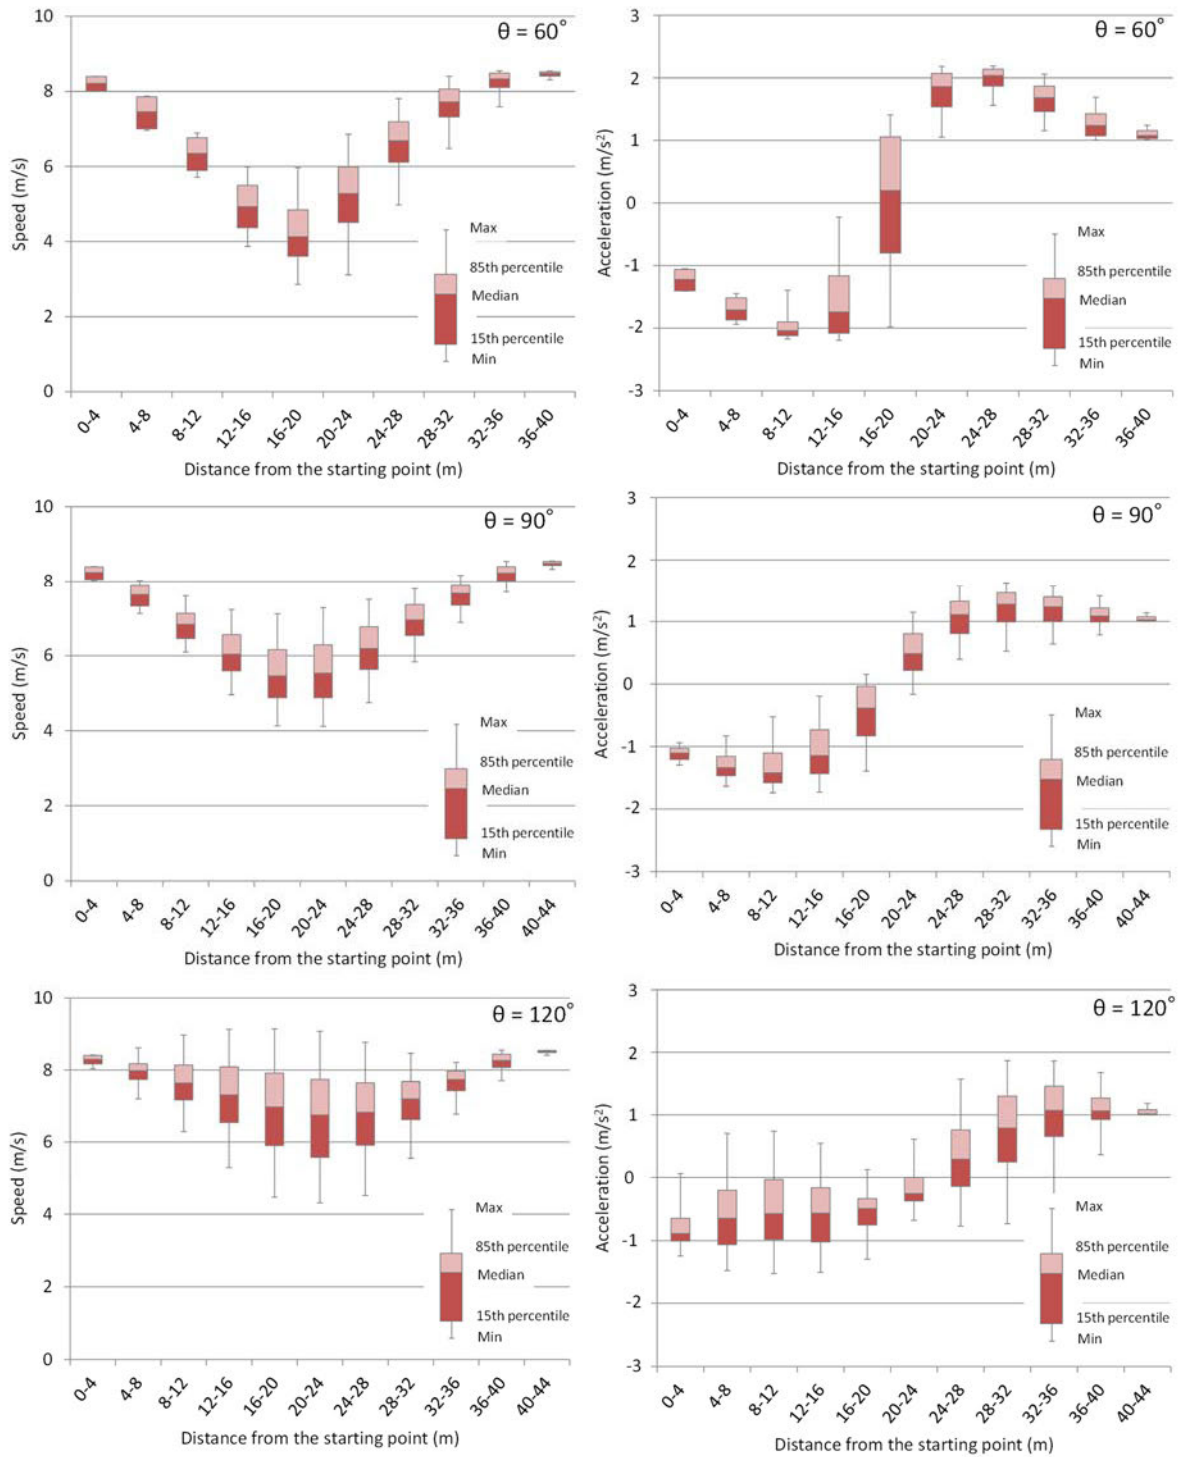 θ = 60°
Speed (m/s)
10
8
6
4
2
0
Max
85th percentile
Median
15th percentile
Min
0-4
4-8
8-12
12-16
16-20
20-24
24-28
28-32
32-36
36-40
Distance from the starting point (m)
θ = 60°
Acceleration (m/s²)
3
2
1
0
-1
-2
-3
Max
85th percentile
Median
15th percentile
Min
0-4
4-8
8-12
12-16
16-20
20-24
24-28
28-32
32-36
36-40
Distance from the starting point (m)
θ = 90°
Speed (m/s)
10
8
6
4
2
0
Max
85th percentile
Median
15th percentile
Min
0-4
4-8
8-12
12-16
16-20
20-24
24-28
28-32
32-36
36-40
40-44
Distance from the starting point (m)
θ = 90°
Acceleration (m/s²)
3
2
1
0
-1
-2
-3
Max
85th percentile
Median
15th percentile
Min
0-4
4-8
8-12
12-16
16-20
20-24
24-28
28-32
32-36
36-40
40-44
Distance from the starting point (m)
θ = 120°
Speed (m/s)
10
8
6
4
2
0
Max
85th percentile
Median
15th percentile
Min
0-4
4-8
8-12
12-16
16-20
20-24
24-28
28-32
32-36
36-40
40-44
Distance from the starting point (m)
θ = 120°
Acceleration (m/s²)
3
2
1
0
-1
-2
-3
Max
85th percentile
Median
15th percentile
Min
0-4
4-8
8-12
12-16
16-20
20-24
24-28
28-32
32-36
36-40
40-44
Distance from the starting point (m)